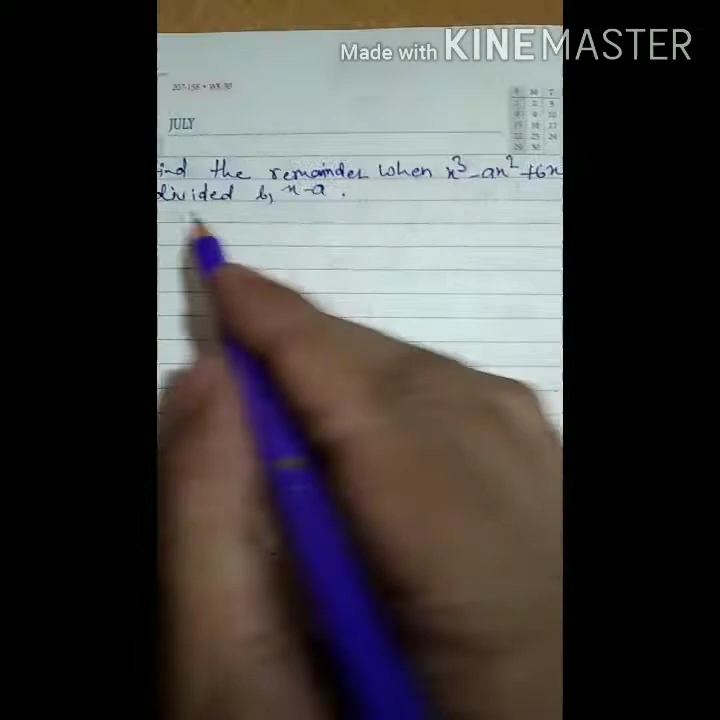 Made with KINEMASTER
JULY
ind the remainder when x³ - ax² + 6x
divided by x-a.